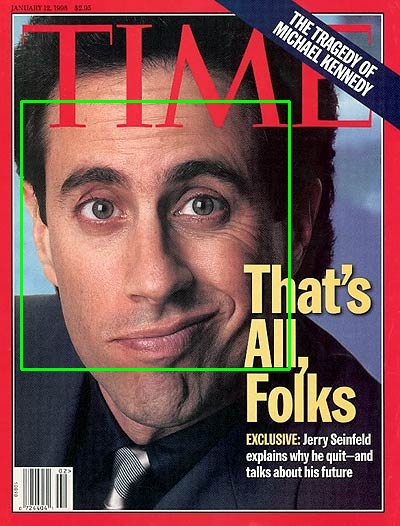 JANUARY 12, 1998 $2.95
THE TRAGEDY OF
MICHAEL KENNEDY
TIME
That's
All,
Folks
EXCLUSIVE: Jerry Seinfeld
explains why he quit—and
talks about his future
02>